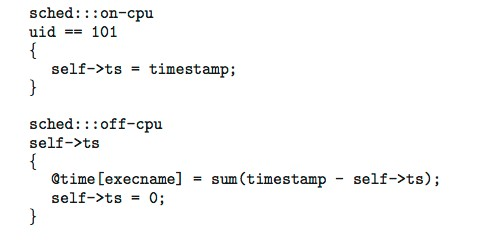 sched:::on-cpu
uid == 101
{
   self->ts = timestamp;
}

sched:::off-cpu
self->ts
{
   @time[execname] = sum(timestamp - self->ts);
   self->ts = 0;
}